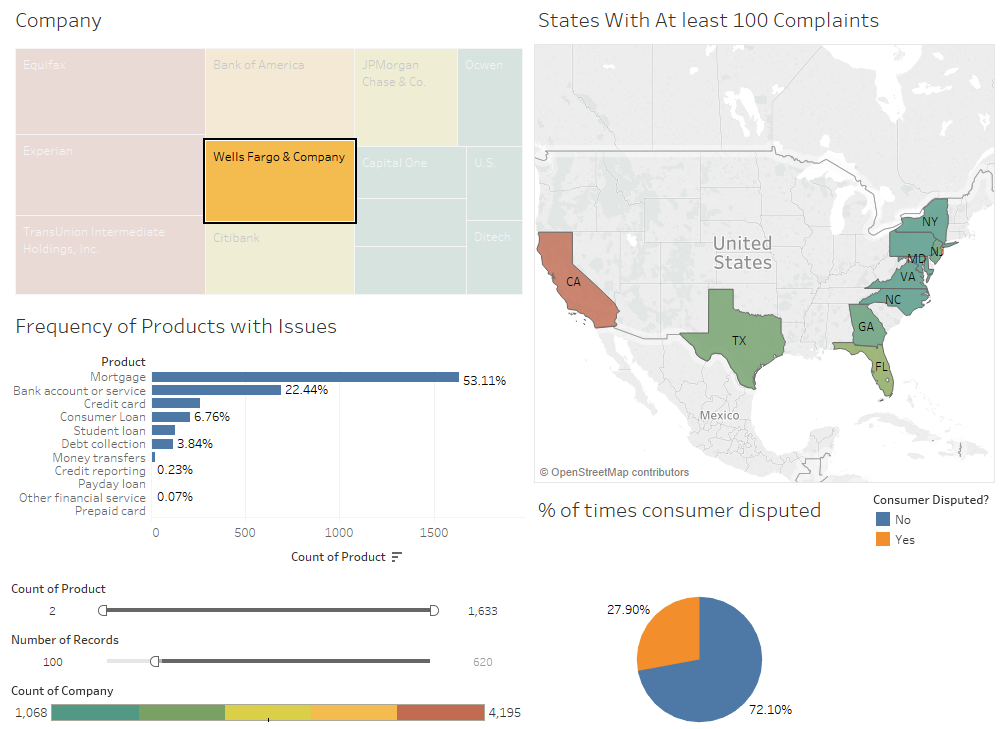 Company
Equifax
Bank of America
JPMorgan
Chase & Co.
Ocwen
Experian
Wells Fargo & Company
Capital One
U.S.
TransUnion Intermediate
Holdings, Inc.
Citibank
Ditech
States With At least 100 Complaints
NY
NJ
MD
VA
NC
GA
FL
CA
TX
United
States
Mexico
© OpenStreetMap contributors
Frequency of Products with Issues
Product
Mortgage 53.11%
Bank account or service 22.44%
Credit card
Consumer Loan 6.76%
Student loan
Debt collection 3.84%
Money transfers
Credit reporting 0.23%
Payday loan
Other financial service 0.07%
Prepaid card
0 500 1000 1500
Count of Product
% of times consumer disputed
Consumer Disputed?
No
Yes
27.90%
72.10%
Count of Product
2 1,633
Number of Records
100 620
Count of Company
1,068 4,195